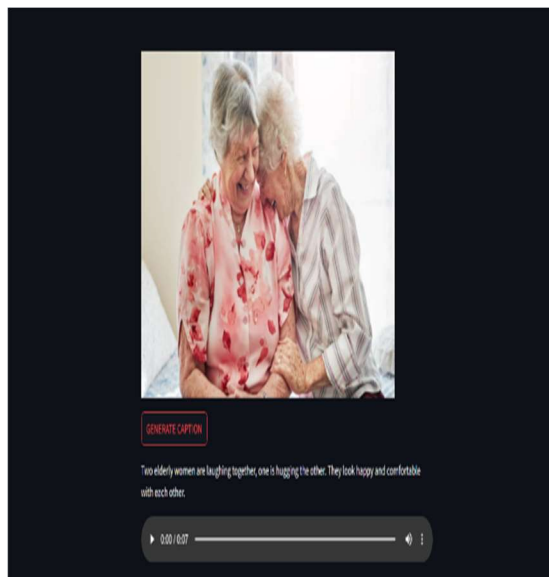 GENERATE CAPTION
Two elderly women are laughing together, one is hugging the other. They look happy and comfortable
with each other.
0:00 / 0:07